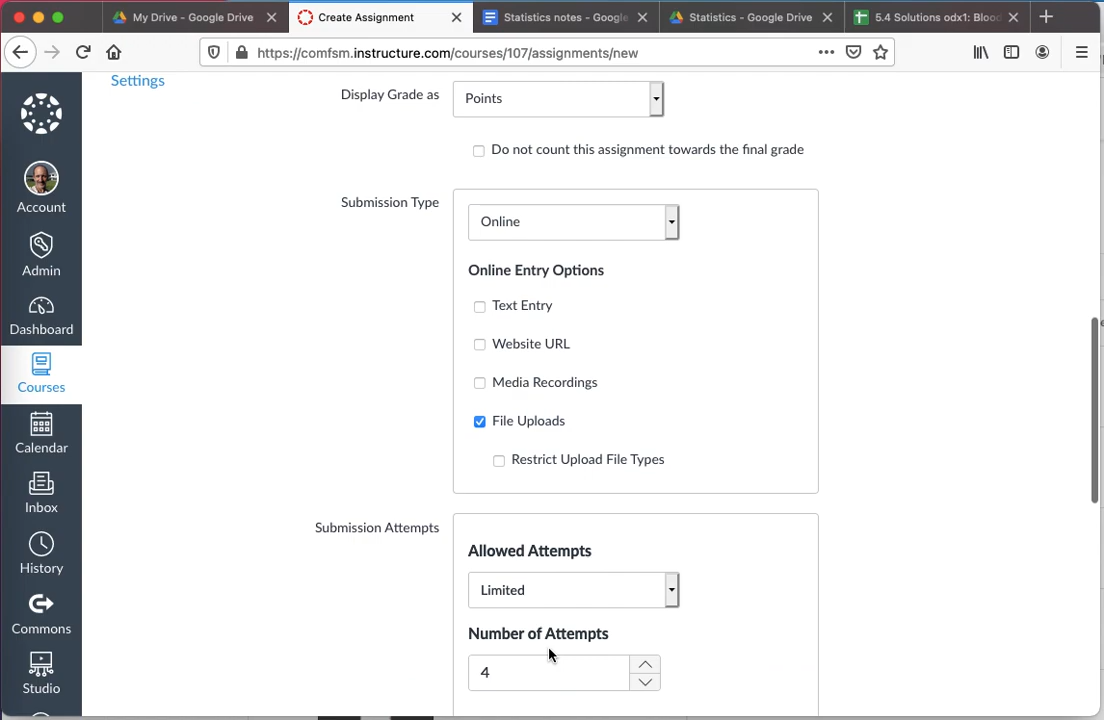 My Drive - Google Drive
Create Assignment
Statistics notes - Google
Statistics - Google Drive
5.4 Solutions odx1: Blood
https://comfsm.instructure.com/courses/107/assignments/new
Settings
Account
Admin
Dashboard
Courses
Calendar
Inbox
History
Commons
Studio
Display Grade as
Points
Do not count this assignment towards the final grade
Submission Type
Online
Online Entry Options
Text Entry
Website URL
Media Recordings
File Uploads
Restrict Upload File Types
Submission Attempts
Allowed Attempts
Limited
Number of Attempts
4